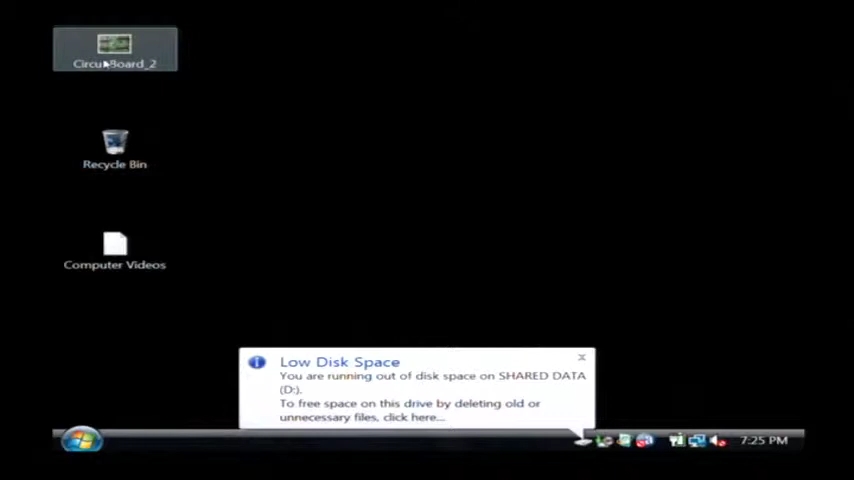 CircuitBoard_2
Recycle Bin
Computer Videos
Low Disk Space
You are running out of disk space on SHARED DATA
(D:).
To free space on this drive by deleting old or
unnecessary files, click here...
7:25 PM